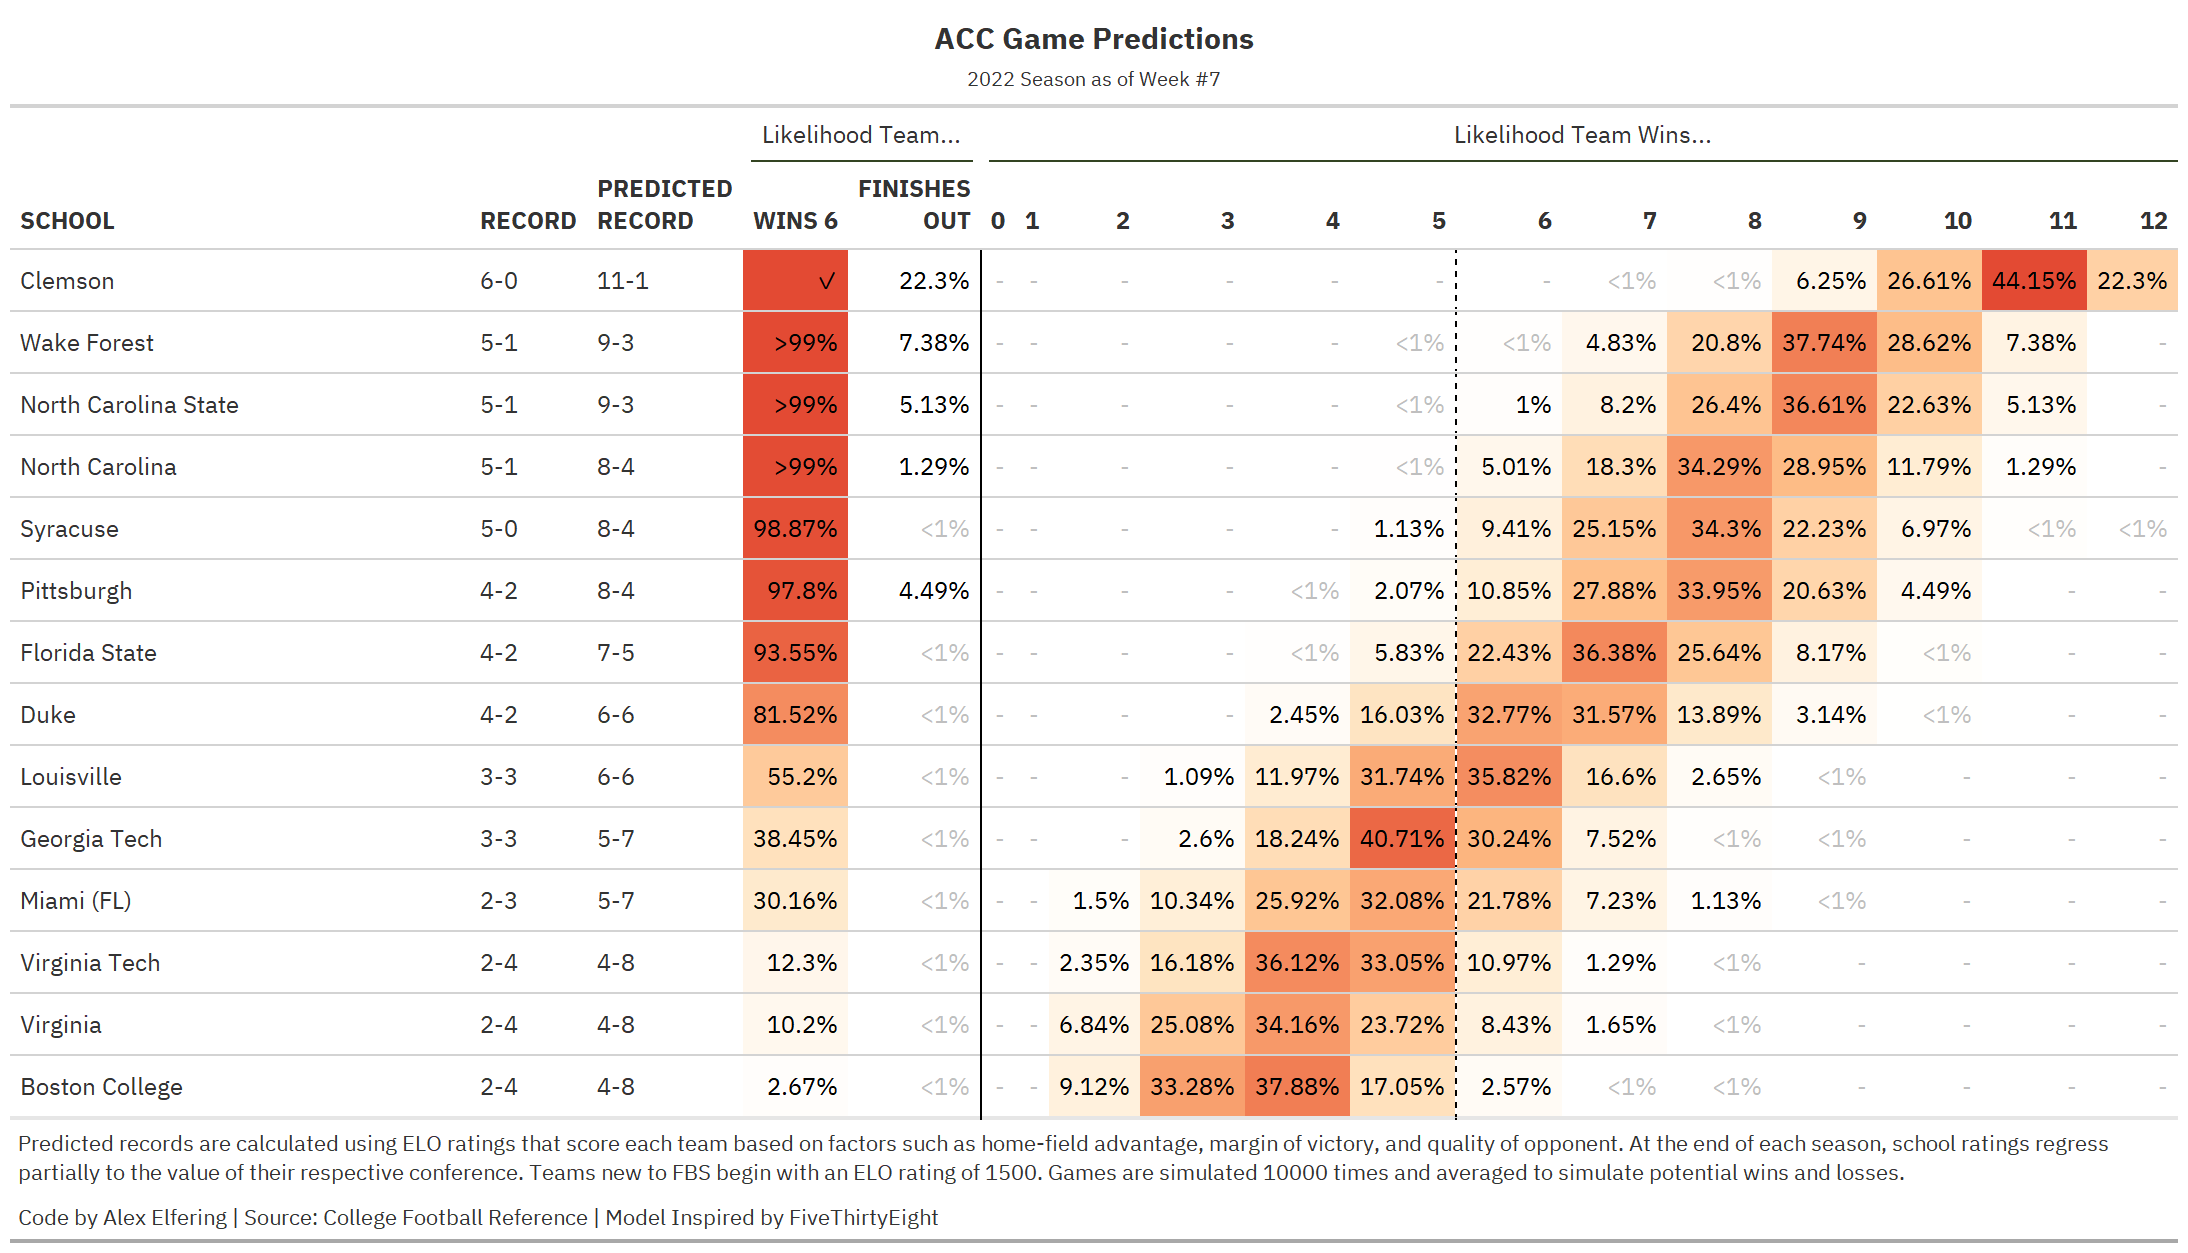 ACC Game Predictions
2022 Season as of Week #7
Likelihood Team... Likelihood Team Wins...
SCHOOL RECORD PREDICTED RECORD WINS 6 FINISHES OUT 0 1 2 3 4 5 6 7 8 9 10 11 12
Clemson 6-0 11-1 ✓ 22.3% - - - - - - - <1% <1% 6.25% 26.61% 44.15% 22.3%
Wake Forest 5-1 9-3 >99% 7.38% - - - - - <1% <1% 4.83% 20.8% 37.74% 28.62% 7.38% -
North Carolina State 5-1 9-3 >99% 5.13% - - - - - <1% 1% 8.2% 26.4% 36.61% 22.63% 5.13% -
North Carolina 5-1 8-4 >99% 1.29% - - - - - <1% 5.01% 18.3% 34.29% 28.95% 11.79% 1.29% -
Syracuse 5-0 8-4 98.87% <1% - - - - - 1.13% 9.41% 25.15% 34.3% 22.23% 6.97% <1% <1%
Pittsburgh 4-2 8-4 97.8% 4.49% - - - - <1% 2.07% 10.85% 27.88% 33.95% 20.63% 4.49% - -
Florida State 4-2 7-5 93.55% <1% - - - - <1% 5.83% 22.43% 36.38% 25.64% 8.17% <1% - -
Duke 4-2 6-6 81.52% <1% - - - - 2.45% 16.03% 32.77% 31.57% 13.89% 3.14% <1% - -
Louisville 3-3 6-6 55.2% <1% - - - 1.09% 11.97% 31.74% 35.82% 16.6% 2.65% <1% - - -
Georgia Tech 3-3 5-7 38.45% <1% - - - 2.6% 18.24% 40.71% 30.24% 7.52% <1% <1% - - -
Miami (FL) 2-3 5-7 30.16% <1% - - 1.5% 10.34% 25.92% 32.08% 21.78% 7.23% 1.13% <1% - - -
Virginia Tech 2-4 4-8 12.3% <1% - - 2.35% 16.18% 36.12% 33.05% 10.97% 1.29% <1% - - - -
Virginia 2-4 4-8 10.2% <1% - - 6.84% 25.08% 34.16% 23.72% 8.43% 1.65% <1% - - - -
Boston College 2-4 4-8 2.67% <1% - - 9.12% 33.28% 37.88% 17.05% 2.57% <1% <1% - - - -
Predicted records are calculated using ELO ratings that score each team based on factors such as home-field advantage, margin of victory, and quality of opponent. At the end of each season, school ratings regress
partially to the value of their respective conference. Teams new to FBS begin with an ELO rating of 1500. Games are simulated 10000 times and averaged to simulate potential wins and losses.
Code by Alex Elfering | Source: College Football Reference | Model Inspired by FiveThirtyEight